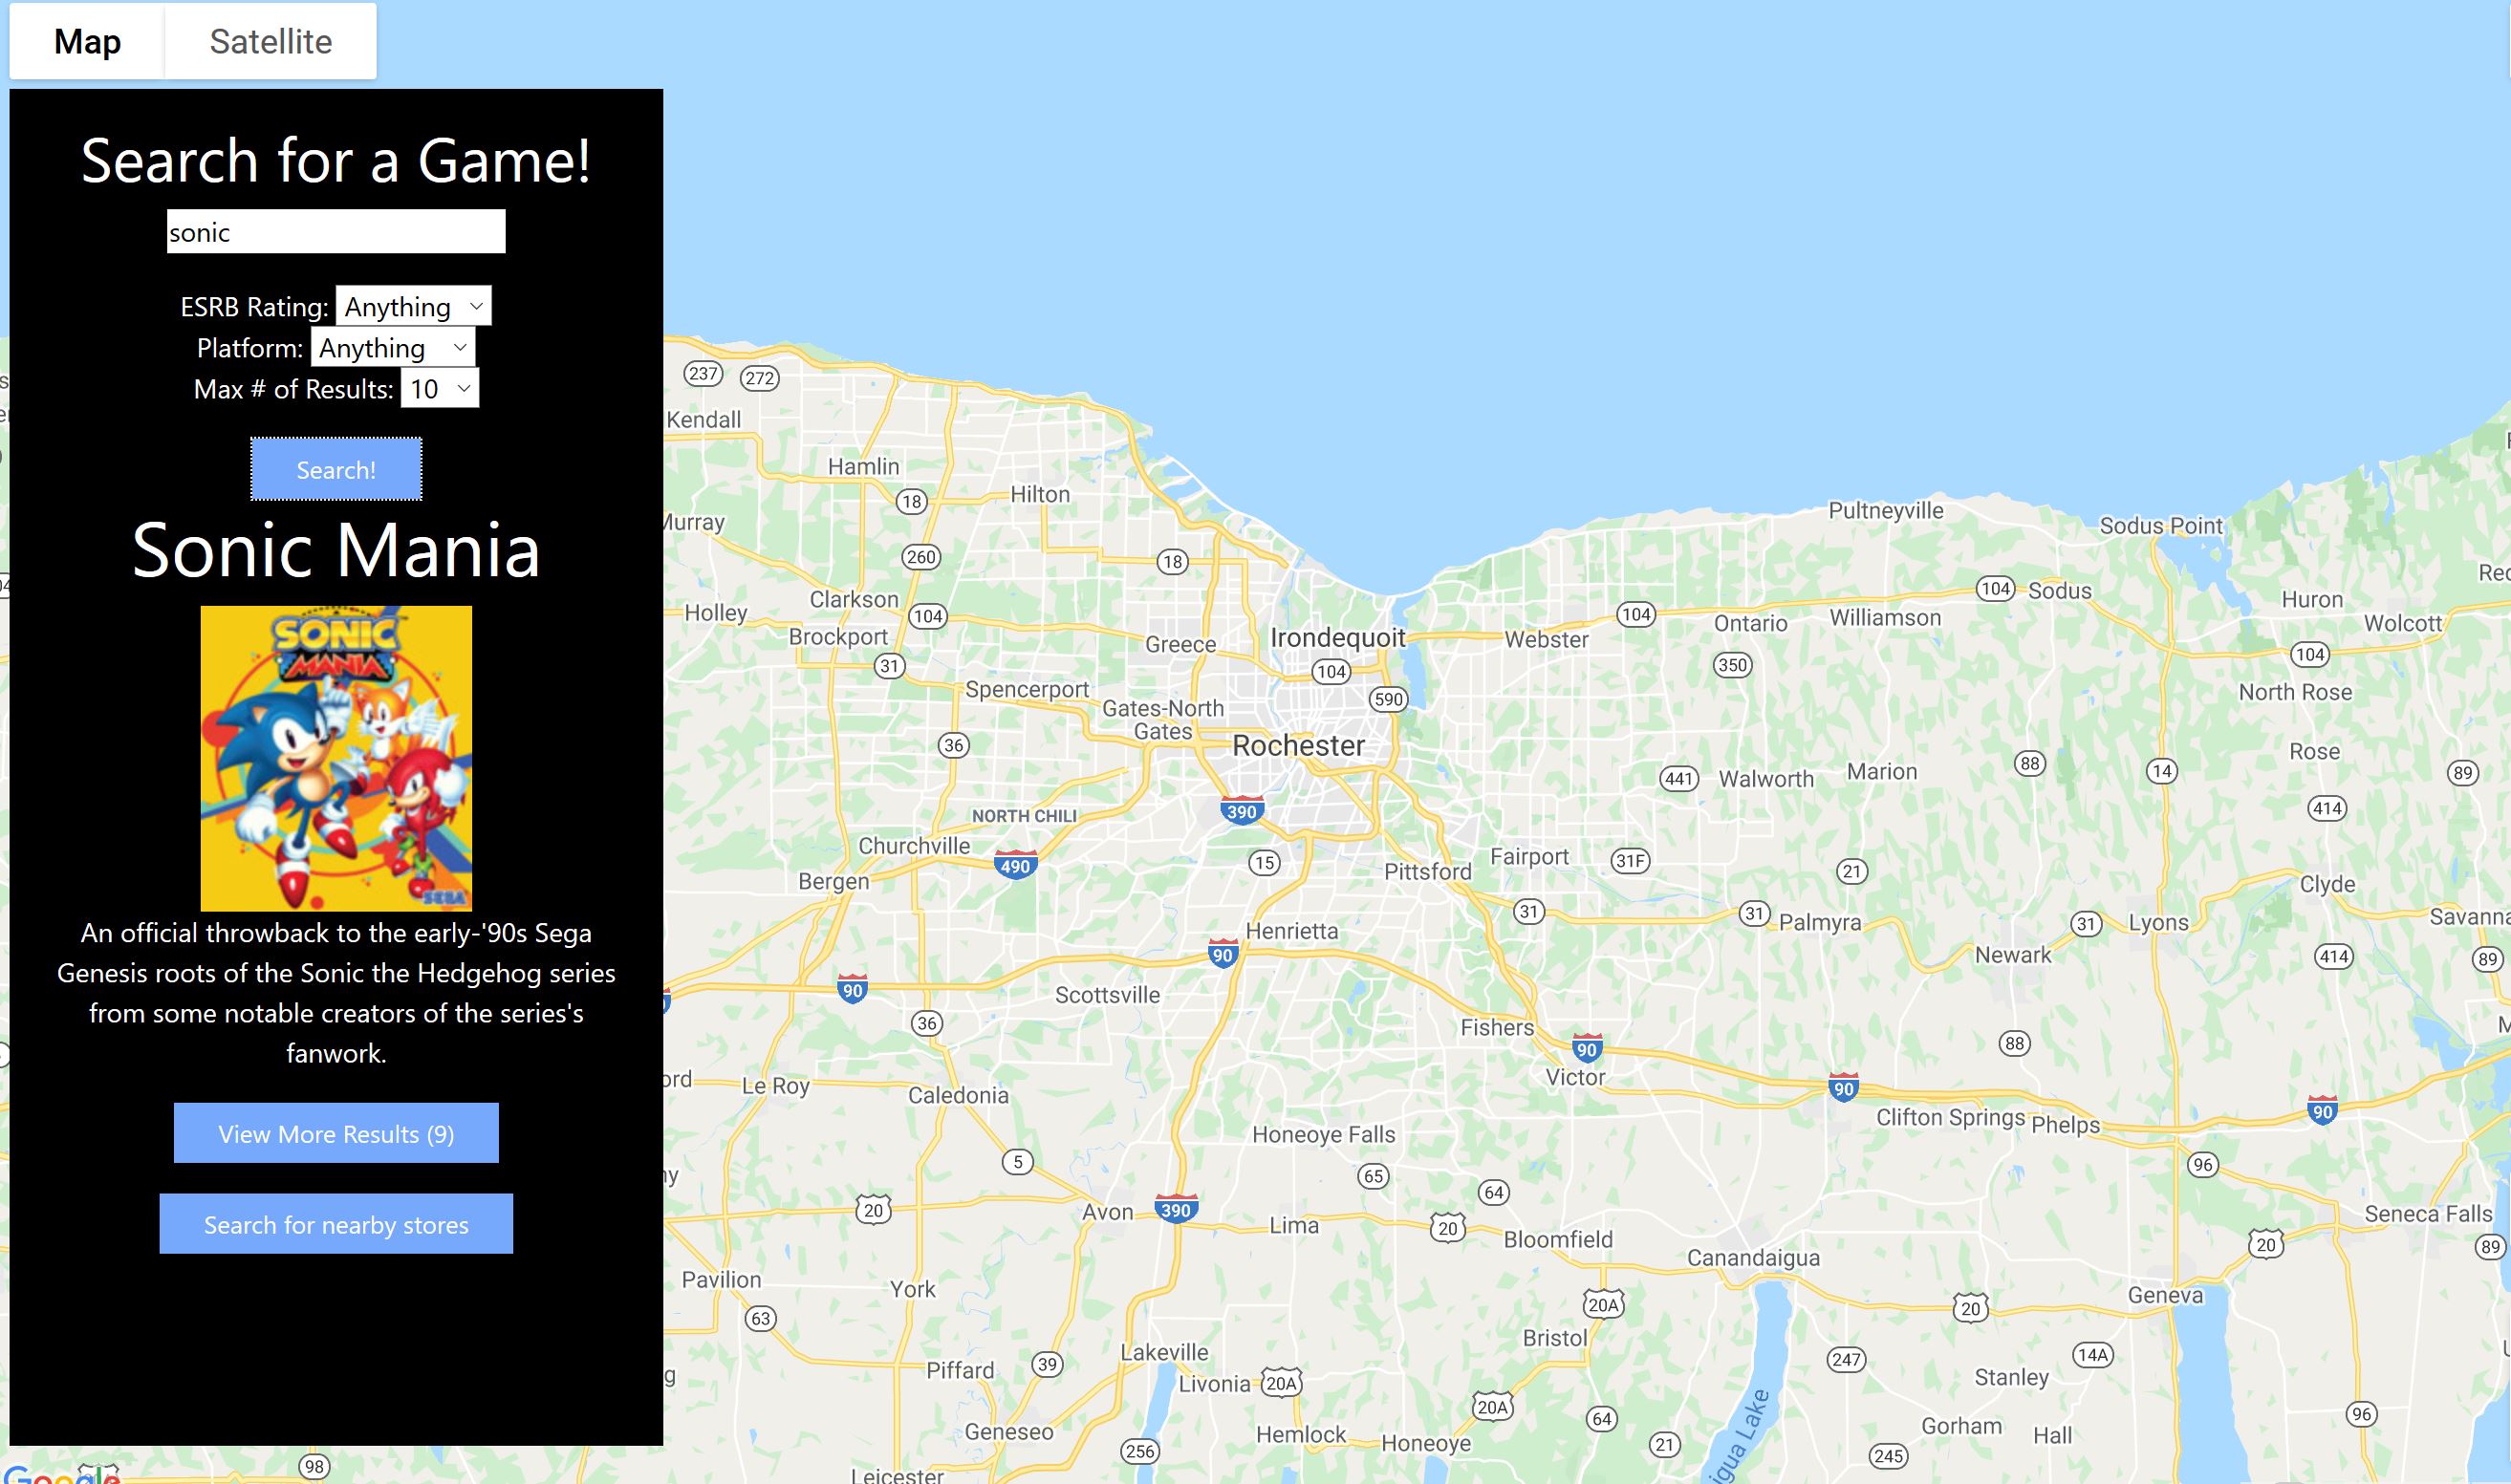 Map
Satellite
Search for a Game!
sonic
ESRB Rating: Anything
Platform: Anything
Max # of Results: 10
Search!
Sonic Mania
SONIC
MANIA
SEGA
An official throwback to the early-'90s Sega
Genesis roots of the Sonic the Hedgehog series
from some notable creators of the series's
fanwork.
View More Results (9)
Search for nearby stores
237
272
Kendall
Hamlin
18
Hilton
Murray
260
18
Pultneyville
Sodus Point
Clarkson
104
Holley
Brockport
31
Greece
Irondequoit
104
590
Webster
104
Ontario
350
Williamson
104
Sodus
Huron
Wolcott
104
North Rose
Spencerport
Gates-North
Gates
36
Rochester
441
Walworth
Marion
88
14
Rose
89
414
390
NORTH CHILI
Churchville
490
Bergen
15
Pittsford
Fairport
31F
21
Clyde
31
31
Palmyra
31
Lyons
Newark
414
89
Henrietta
90
90
Scottsville
36
Fishers
90
Victor
88
90
90
Clifton Springs
Phelps
96
ord
Le Roy
Caledonia
5
Honeoye Falls
65
64
20
Avon
390
Lima
20
Bloomfield
Canandaigua
Seneca Falls
20
89
Pavilion
York
63
20A
20
Geneva
Bristol
247
14A
Piffard
39
Lakeville
Livonia
20A
Stanley
20A
64
96
Geneseo
256
Hemlock
Honeoye
21
Gorham
Hall
245
igua Lake
98
Leicester
Google